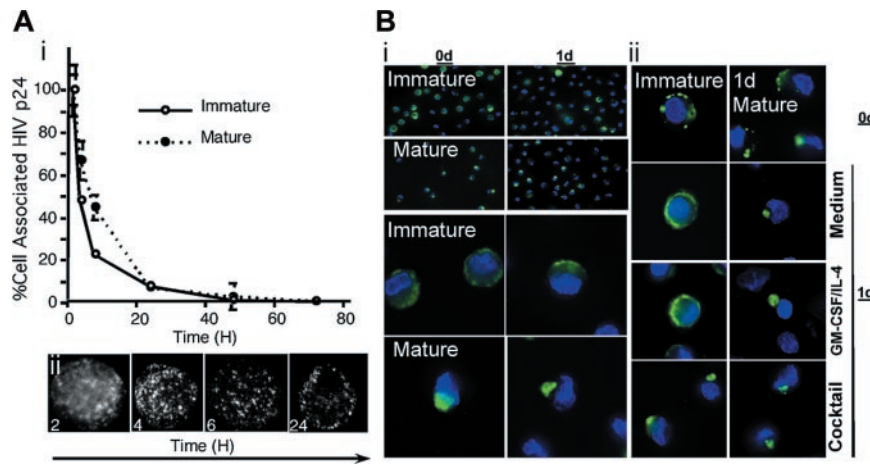 A
i
%Cell Associated HIV p24
100
80
60
40
20
0
Immature
Mature
0 20 40 60 80
Time (H)
ii
2 4 6 24
Time (H)
B
i
0d 1d
Immature
Mature
Immature
Mature
ii
Immature 1d
Mature
0d
Medium
GM-CSF/IL-4
Cocktail
1d